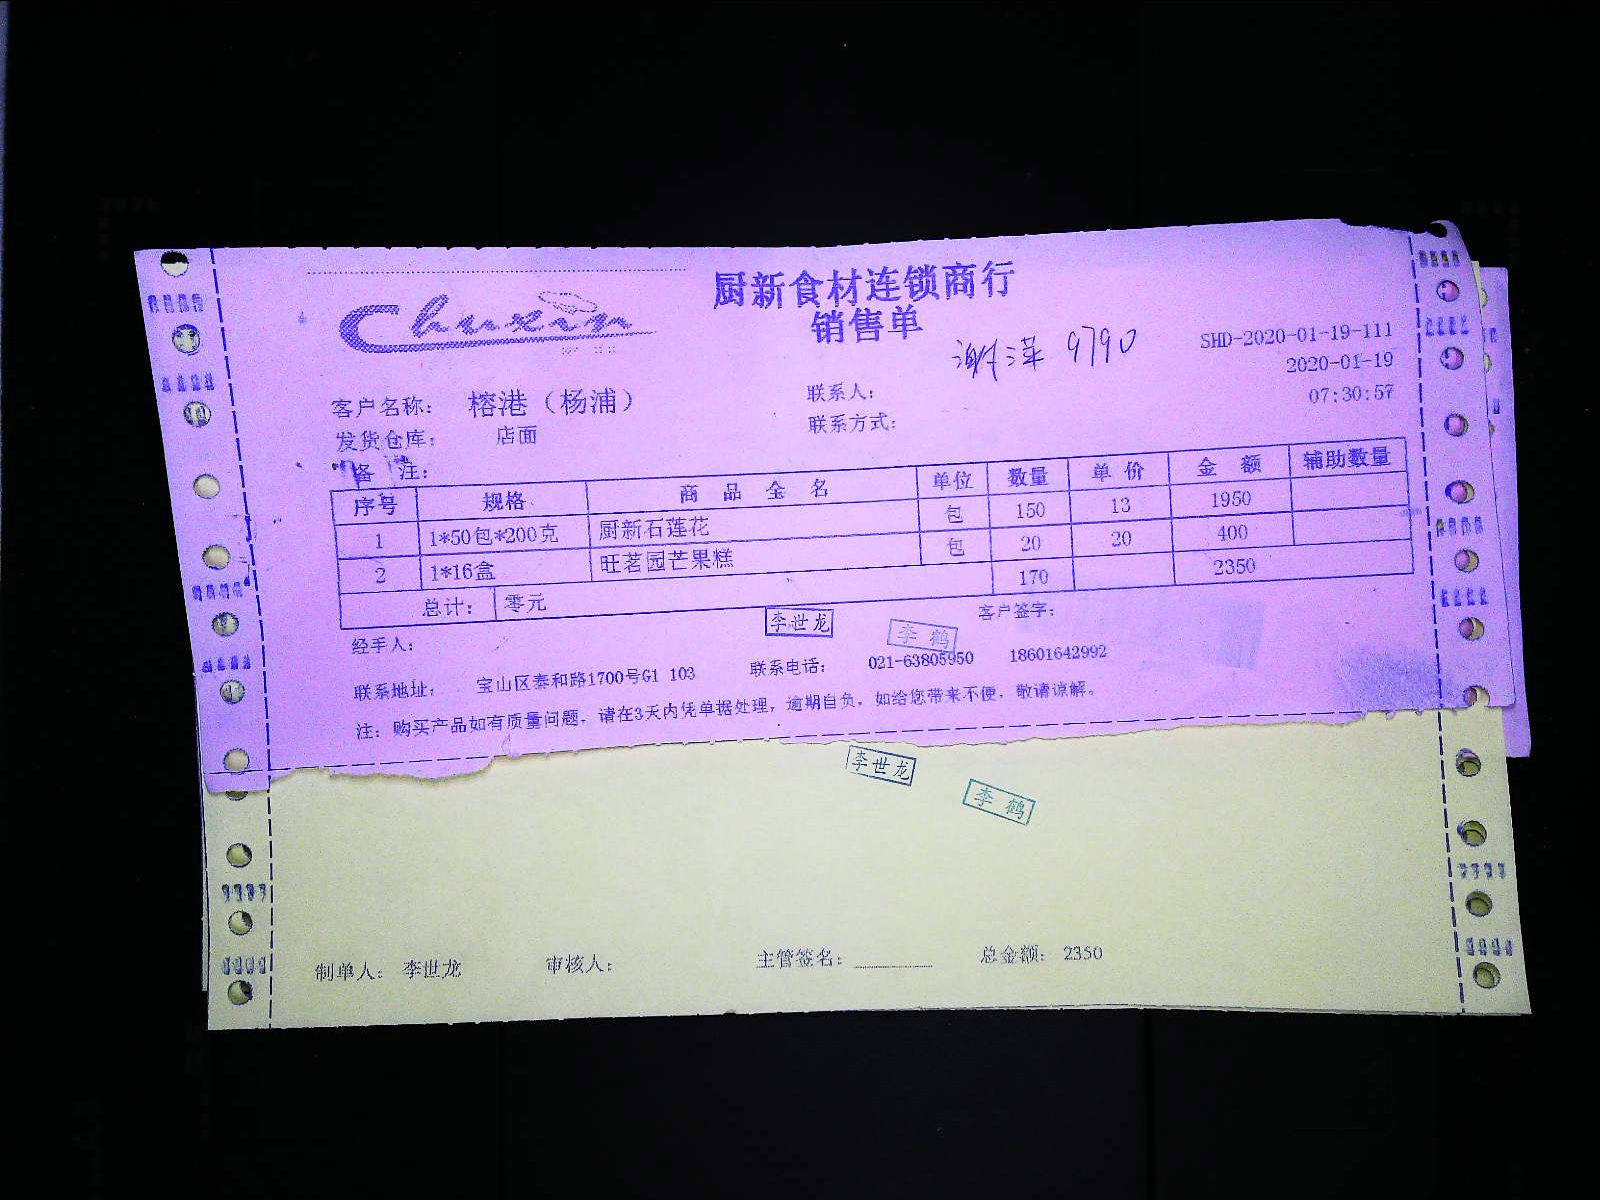 Chuxin
厨新食材连锁商行
销售单
9790
SHD-2020-01-19-111
2020-01-19
07:30:57
客户名称： 榕港（杨浦）
联系人：
发货仓库： 店面
联系方式：
备 注：
序号 规格 商 品 全 名 单位 数量 单 价 金 额 辅助数量
1 1*50包*200克 厨新石莲花 包 150 13 1950
2 1*16盒 旺茗园芒果糕 包 20 20 400
总计： 零元 170 2350
经手人： 李世龙 李 鹤 客户签字：
联系地址： 宝山区泰和路1700号G1 103 联系电话： 021-63805950 18601642992
注：购买产品如有质量问题，请在3天内凭单据处理，逾期自负，如给您带来不便，敬请谅解。
李世龙
李 鹤
制单人： 李世龙 审核人： 主管签名： 总金额： 2350